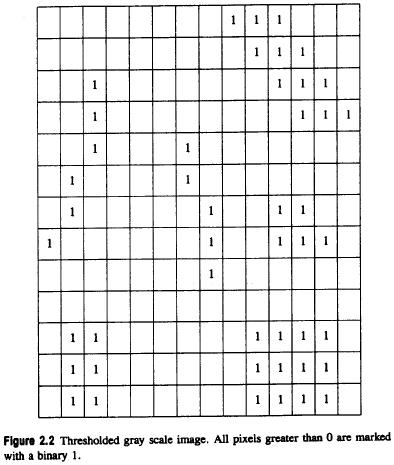 1 1 1
1 1 1
1 1 1 1
1 1 1 1
1 1
1 1
1 1 1 1
1 1 1 1 1
1
1 1 1 1 1 1
1 1 1 1 1 1
1 1 1 1 1 1
Figure 2.2 Thresholded gray scale image. All pixels greater than 0 are marked
with a binary 1.